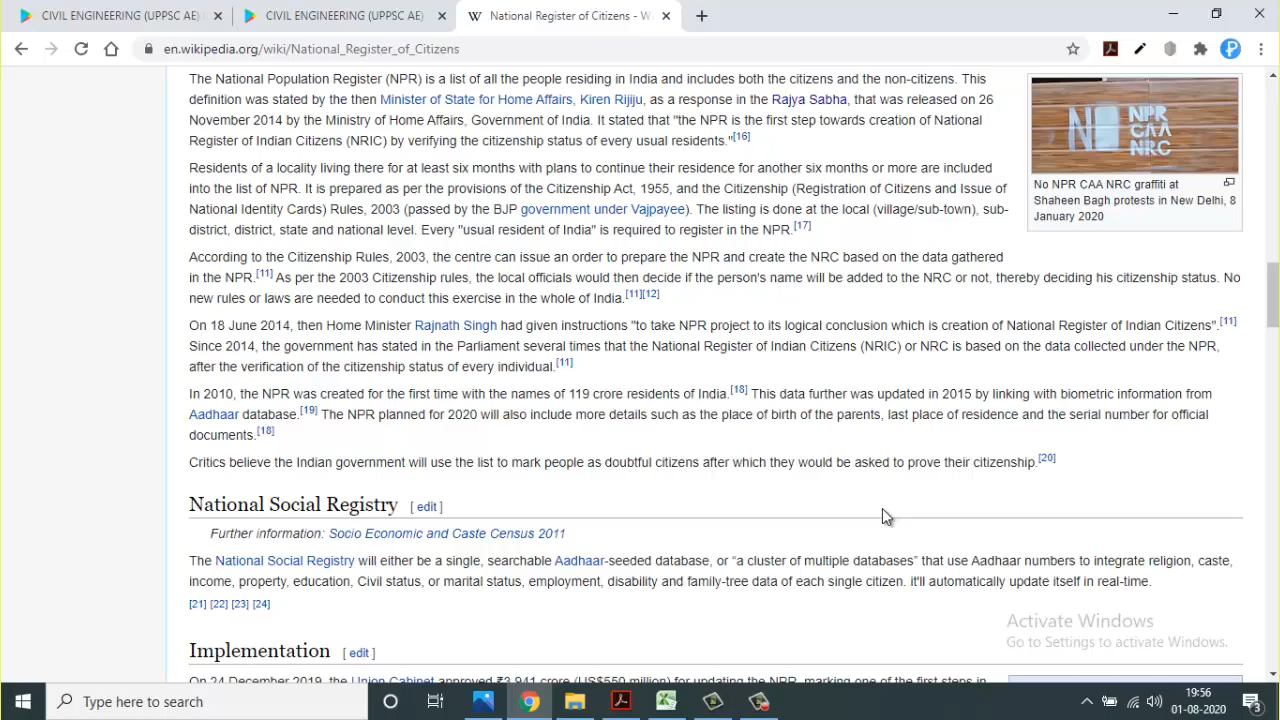 CIVIL ENGINEERING (UPPSC AE)
CIVIL ENGINEERING (UPPSC AE)
W National Register of Citizens - W
en.wikipedia.org/wiki/National_Register_of_Citizens
The National Population Register (NPR) is a list of all the people residing in India and includes both the citizens and the non-citizens. This
definition was stated by the then Minister of State for Home Affairs, Kiren Rijiju, as a response in the Rajya Sabha, that was released on 26
November 2014 by the Ministry of Home Affairs, Government of India. It stated that "the NPR is the first step towards creation of National
Register of Indian Citizens (NRIC) by verifying the citizenship status of every usual residents."[16]
NO NPR
CAA
NRC
No NPR CAA NRC graffiti at
Shaheen Bagh protests in New Delhi, 8
January 2020
Residents of a locality living there for at least six months with plans to continue their residence for another six months or more are included
into the list of NPR. It is prepared as per the provisions of the Citizenship Act, 1955, and the Citizenship (Registration of Citizens and Issue of
National Identity Cards) Rules, 2003 (passed by the BJP government under Vajpayee). The listing is done at the local (village/sub-town), sub-
district, district, state and national level. Every "usual resident of India" is required to register in the NPR.[17]
According to the Citizenship Rules, 2003, the centre can issue an order to prepare the NPR and create the NRC based on the data gathered
in the NPR.[11] As per the 2003 Citizenship rules, the local officials would then decide if the person's name will be added to the NRC or not, thereby deciding his citizenship status. No
new rules or laws are needed to conduct this exercise in the whole of India.[11][12]
On 18 June 2014, then Home Minister Rajnath Singh had given instructions "to take NPR project to its logical conclusion which is creation of National Register of Indian Citizens".[11]
Since 2014, the government has stated in the Parliament several times that the National Register of Indian Citizens (NRIC) or NRC is based on the data collected under the NPR,
after the verification of the citizenship status of every individual.[11]
In 2010, the NPR was created for the first time with the names of 119 crore residents of India.[18] This data further was updated in 2015 by linking with biometric information from
Aadhaar database.[19] The NPR planned for 2020 will also include more details such as the place of birth of the parents, last place of residence and the serial number for official
documents.[18]
Critics believe the Indian government will use the list to mark people as doubtful citizens after which they would be asked to prove their citizenship.[20]
National Social Registry [ edit ]
Further information: Socio Economic and Caste Census 2011
The National Social Registry will either be a single, searchable Aadhaar-seeded database, or “a cluster of multiple databases” that use Aadhaar numbers to integrate religion, caste,
income, property, education, Civil status, or marital status, employment, disability and family-tree data of each single citizen. it'll automatically update itself in real-time.
[21] [22] [23] [24]
Activate Windows
Go to Settings to activate Windows.
Implementation [ edit ]
On 24 December 2019, the Union Cabinet approved ₹3,941 crore (US$550 million) for updating the NPR, marking one of the first steps in
Type here to search
19:56
01-08-2020
3